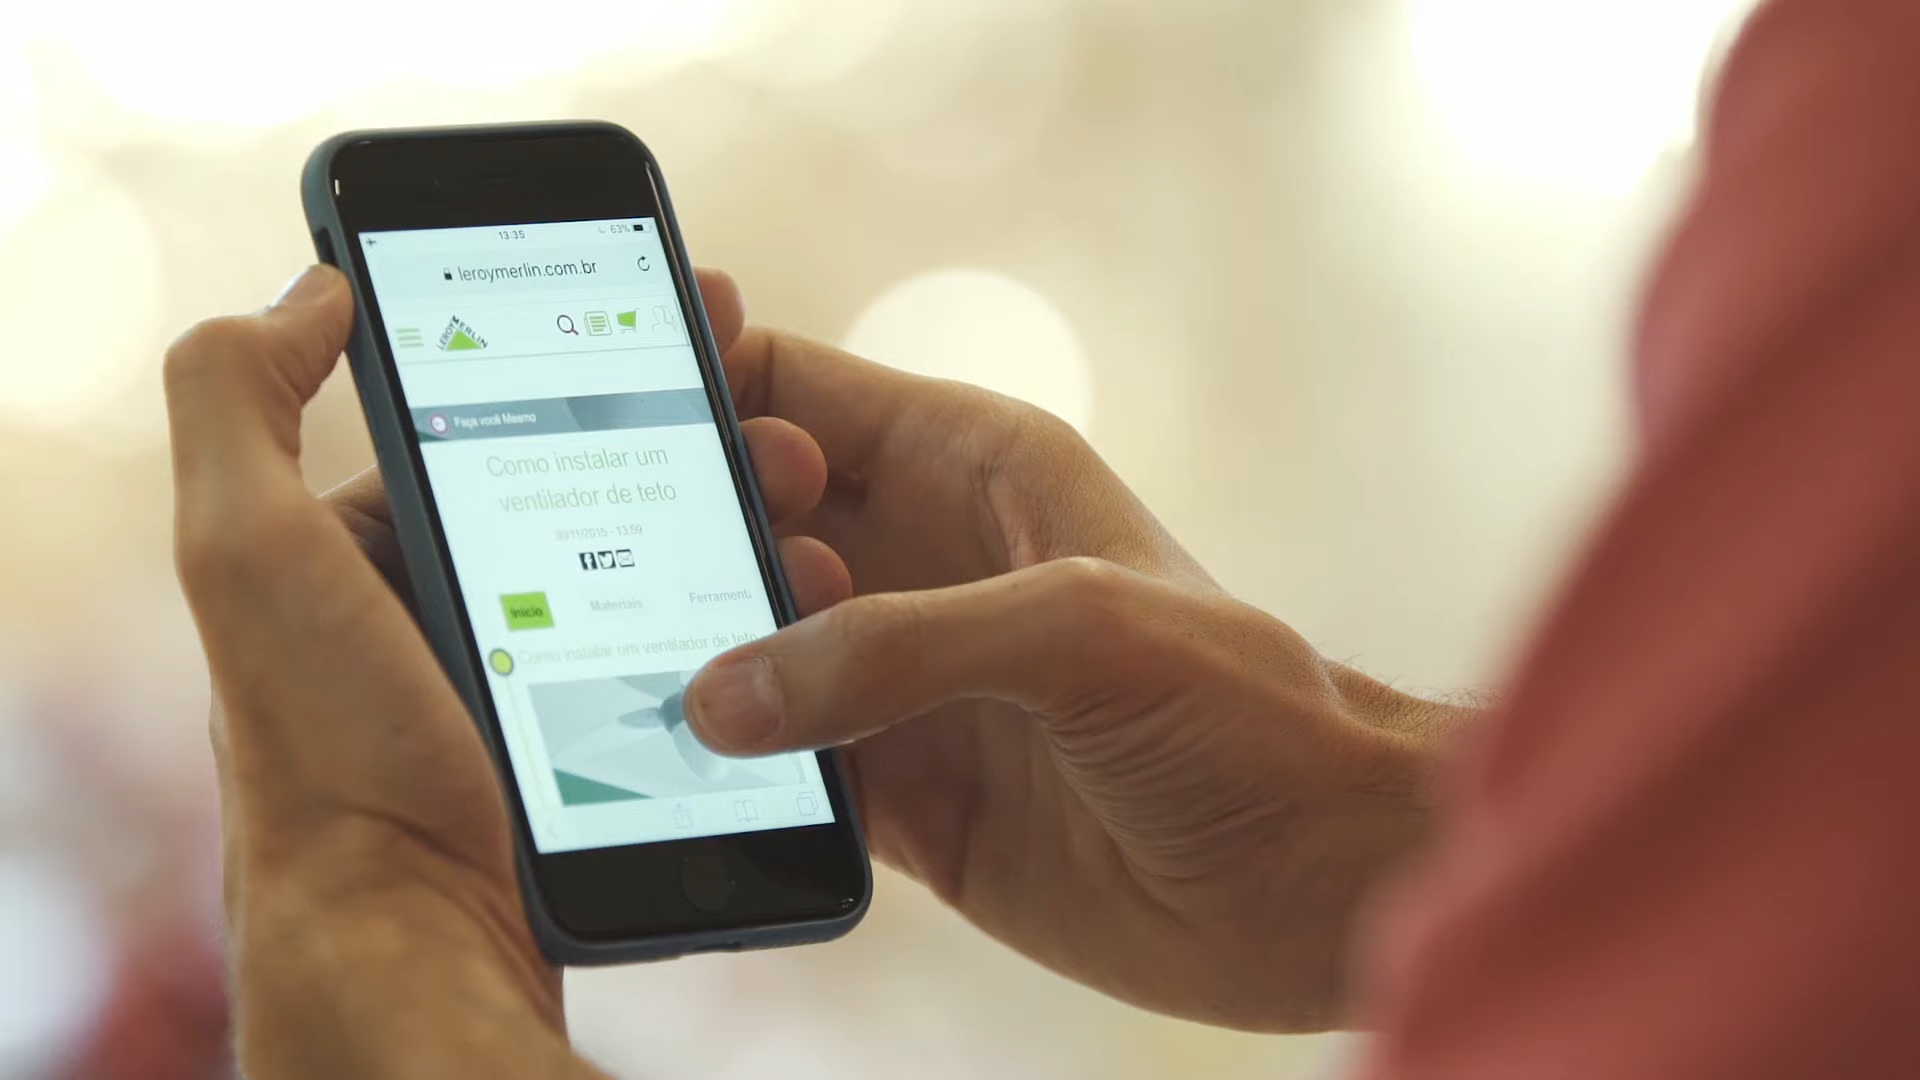 13:35
63%
leroymerlin.com.br
LEROY MERLIN
Faça você Mesmo
Como instalar um
ventilador de teto
30/11/2015 - 13:59
Início
Materiais
Ferramenta
Como instalar um ventilador de teto